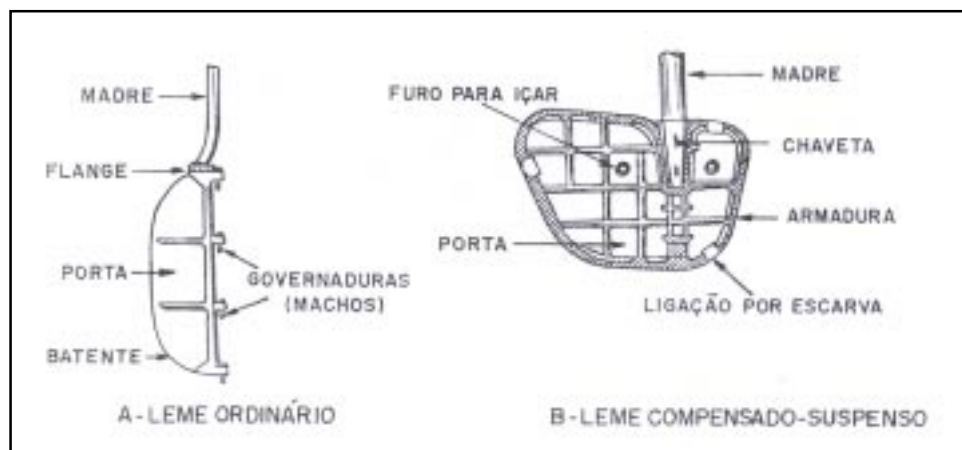 MADRE
FLANGE
PORTA
GOVERNADURAS
(MACHOS)
BATENTE
A-LEME ORDINÁRIO
FURO PARA IÇAR
MADRE
CHAVETA
ARMADURA
PORTA
LIGAÇÃO POR ESCARVA
B-LEME COMPENSADO-SUSPENSO